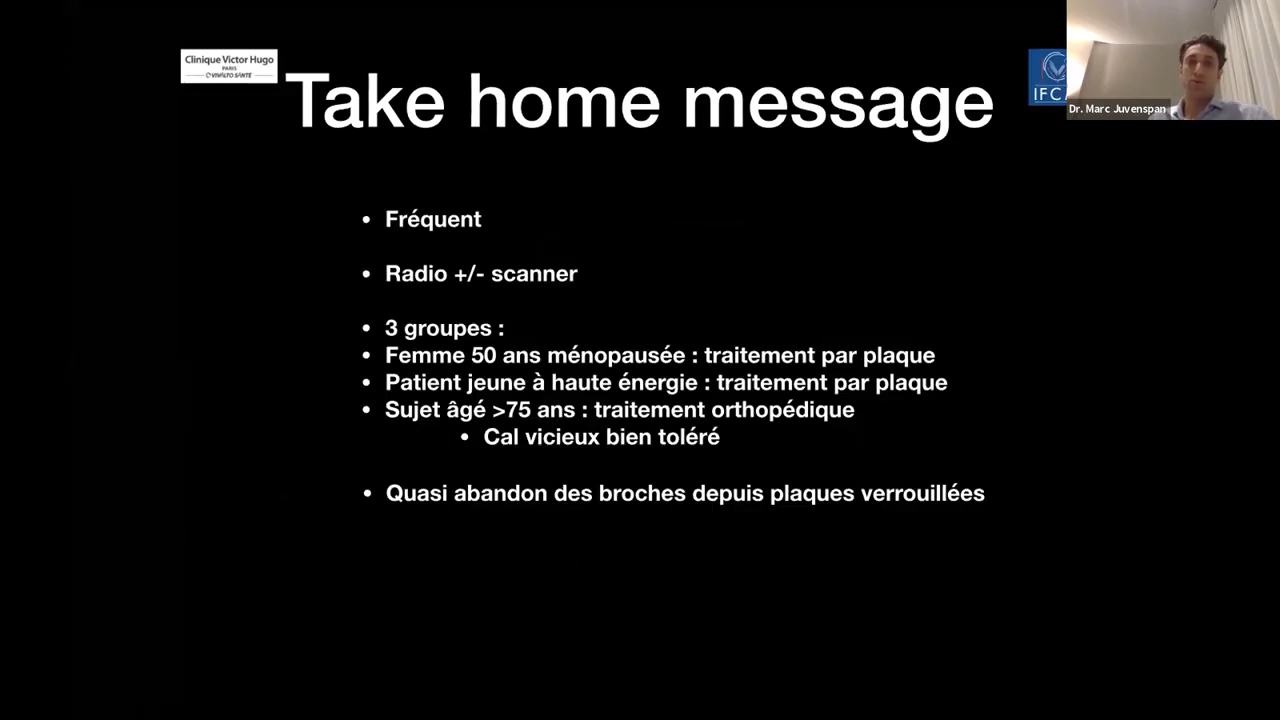 Clinique Victor Hugo
PARIS
VIVALTO SANTÉ
Take home message
IFC
Dr. Marc Juvenspan
• Fréquent
• Radio +/- scanner
• 3 groupes :
• Femme 50 ans ménopausée : traitement par plaque
• Patient jeune à haute énergie : traitement par plaque
• Sujet âgé >75 ans : traitement orthopédique
• Cal vicieux bien toléré
• Quasi abandon des broches depuis plaques verrouillées